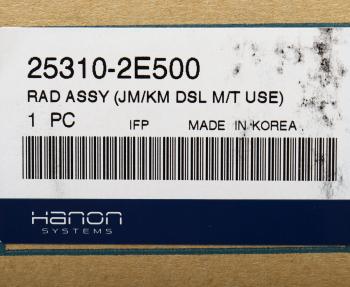 25310-2E500
RAD ASSY (JM/KM DSL M/T USE)
1 PC IFP MADE IN KOREA.
Hanon
SYSTEMS